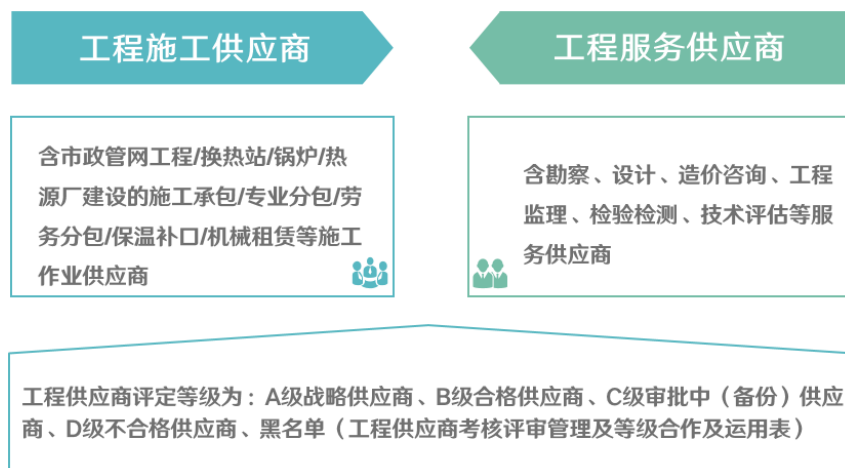 工程施工供应商
工程服务供应商
含市政管网工程/换热站/锅炉/热
源厂建设的施工承包/专业分包/劳
务分包/保温补口/机械租赁等施工
作业供应商
含勘察、设计、造价咨询、工程
监理、检验检测、技术评估等服
务供应商
工程供应商评定等级为：A级战略供应商、B级合格供应商、C级审批中（备份）供应
商、D级不合格供应商、黑名单（工程供应商考核评审管理及等级合作及运用表）